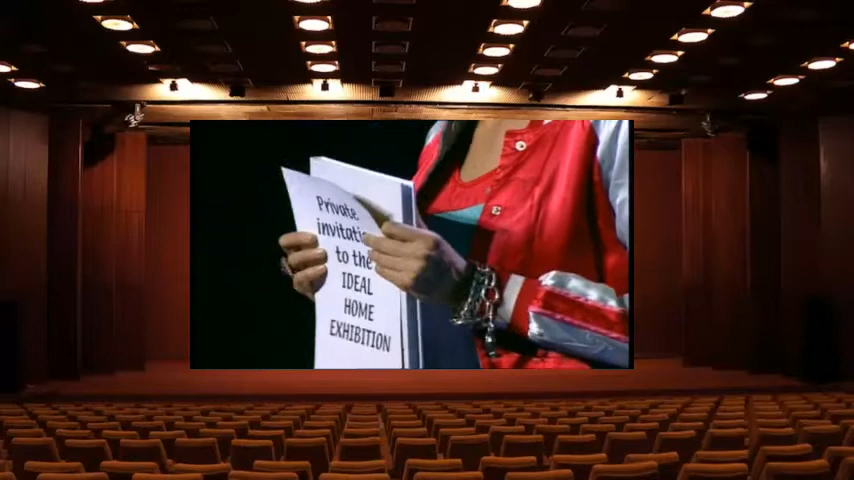 Private
invitation
to the
IDEAL
HOME
EXHIBITION